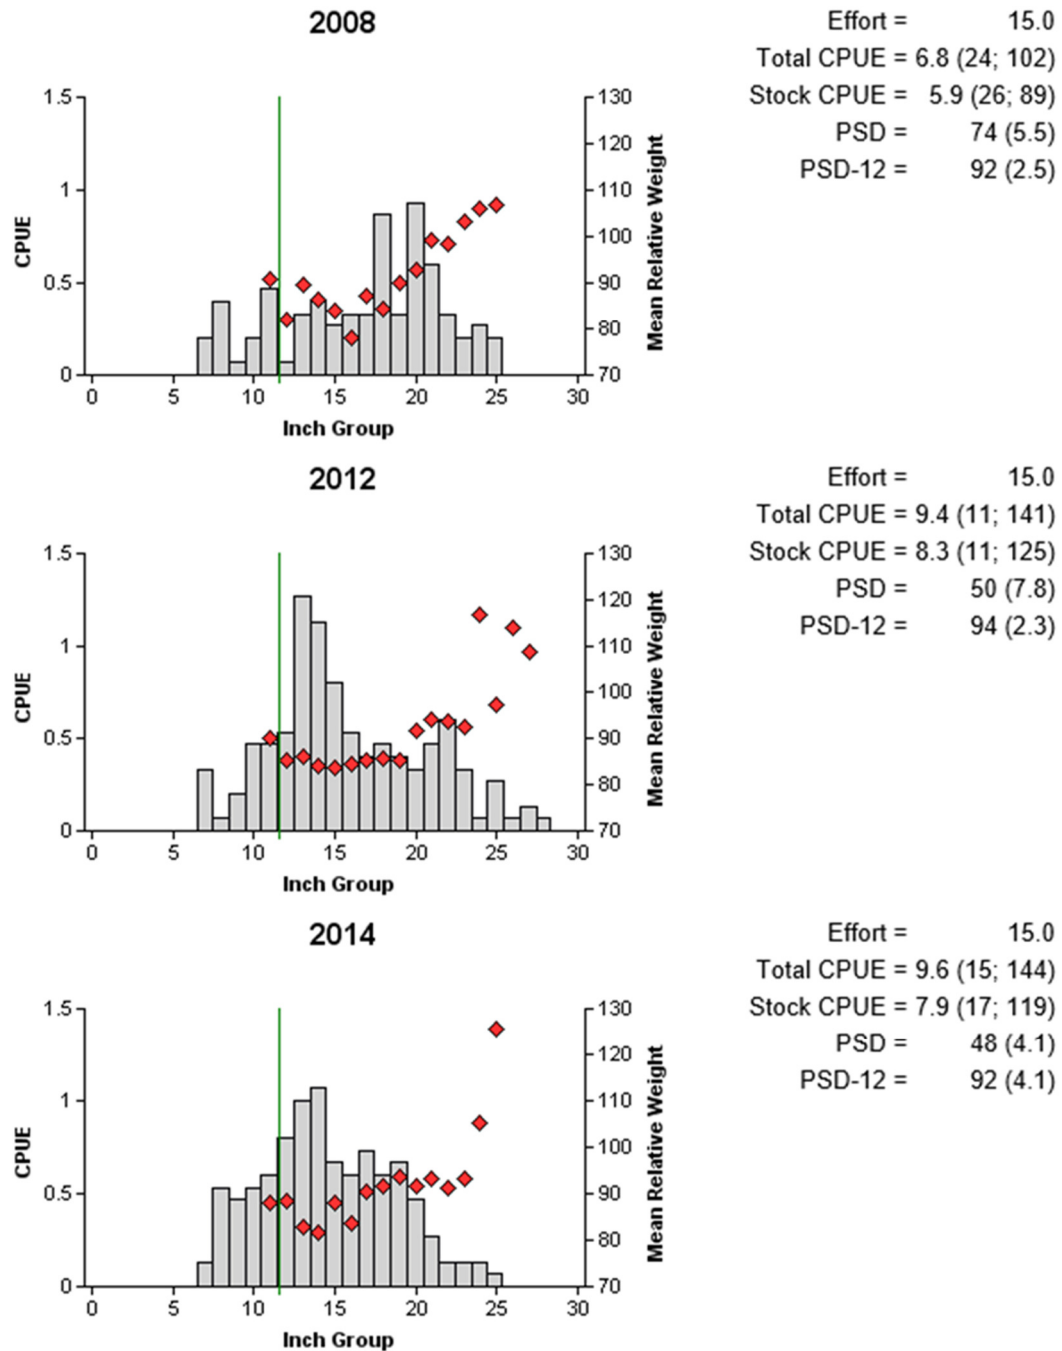 2008
Effort = 15.0
Total CPUE = 6.8 (24; 102)
Stock CPUE = 5.9 (26; 89)
PSD = 74 (5.5)
PSD-12 = 92 (2.5)
1.5 130
120
1 110
100
0.5 90
80
0 70
CPUE
Mean Relative Weight
0 5 10 15 20 25 30
Inch Group
2012
Effort = 15.0
Total CPUE = 9.4 (11; 141)
Stock CPUE = 8.3 (11; 125)
PSD = 50 (7.8)
PSD-12 = 94 (2.3)
1.5 130
120
1 110
100
0.5 90
80
0 70
CPUE
Mean Relative Weight
0 5 10 15 20 25 30
Inch Group
2014
Effort = 15.0
Total CPUE = 9.6 (15; 144)
Stock CPUE = 7.9 (17; 119)
PSD = 48 (4.1)
PSD-12 = 92 (4.1)
1.5 130
120
1 110
100
0.5 90
80
0 70
CPUE
Mean Relative Weight
0 5 10 15 20 25 30
Inch Group